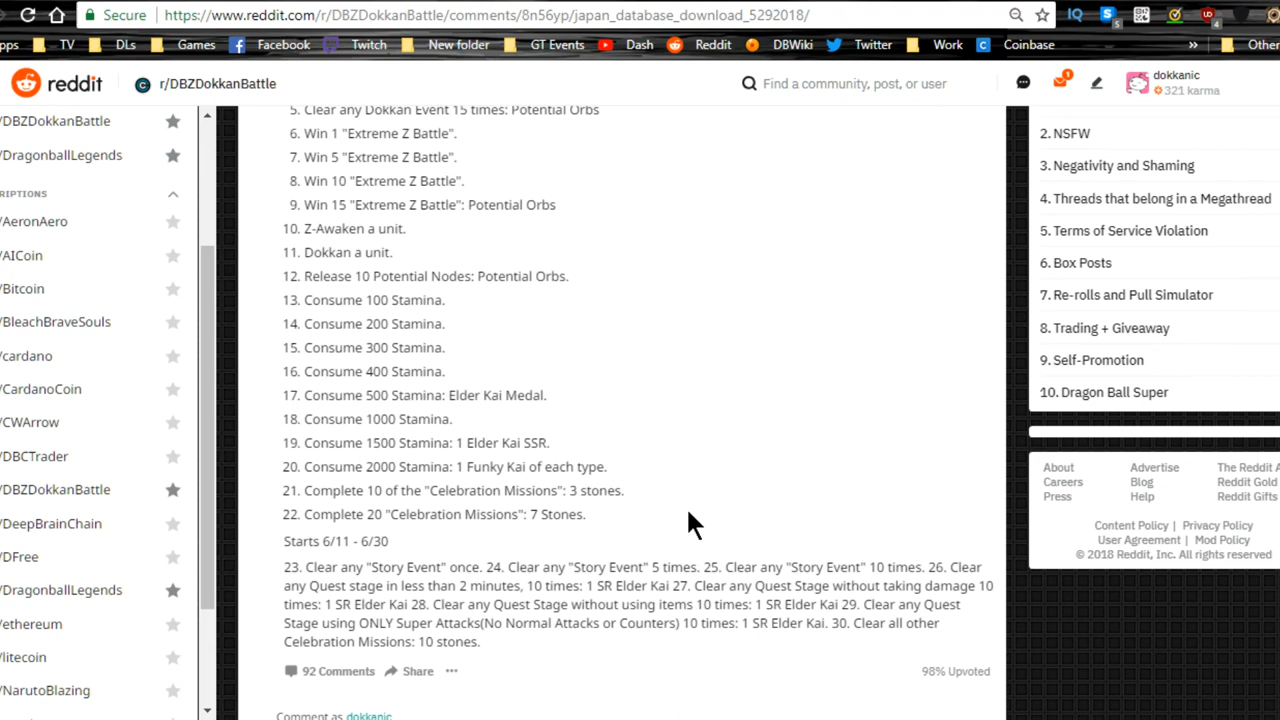 Secure
https://www.reddit.com/r/DBZDokkanBattle/comments/8n56yp/japan_database_download_5292018/
5
4
pps
TV
DLs
Games
Facebook
Twitch
New folder
GT Events
Dash
Reddit
DBWiki
Twitter
Work
Coinbase
»
Other
reddit
r/DBZDokkanBattle
Find a community, post, or user
1
dokkanic
321 karma
/DBZDokkanBattle
/DragonballLegends
RIPTIONS
/AeronAero
/AICoin
/Bitcoin
/BleachBraveSouls
/cardano
/CardanoCoin
/CWArrow
/DBCTrader
/DBZDokkanBattle
/DeepBrainChain
/DFree
/DragonballLegends
/ethereum
/litecoin
/NarutoBlazing
5. Clear any Dokkan Event 15 times: Potential Orbs
6. Win 1 "Extreme Z Battle".
7. Win 5 "Extreme Z Battle".
8. Win 10 "Extreme Z Battle".
9. Win 15 "Extreme Z Battle": Potential Orbs
10. Z-Awaken a unit.
11. Dokkan a unit.
12. Release 10 Potential Nodes: Potential Orbs.
13. Consume 100 Stamina.
14. Consume 200 Stamina.
15. Consume 300 Stamina.
16. Consume 400 Stamina.
17. Consume 500 Stamina: Elder Kai Medal.
18. Consume 1000 Stamina.
19. Consume 1500 Stamina: 1 Elder Kai SSR.
20. Consume 2000 Stamina: 1 Funky Kai of each type.
21. Complete 10 of the "Celebration Missions": 3 stones.
22. Complete 20 "Celebration Missions": 7 Stones.
Starts 6/11 - 6/30
23. Clear any "Story Event" once. 24. Clear any "Story Event" 5 times. 25. Clear any "Story Event" 10 times. 26. Clear
any Quest stage in less than 2 minutes, 10 times: 1 SR Elder Kai 27. Clear any Quest Stage without taking damage 10
times: 1 SR Elder Kai 28. Clear any Quest Stage without using items 10 times: 1 SR Elder Kai 29. Clear any Quest
Stage using ONLY Super Attacks(No Normal Attacks or Counters) 10 times: 1 SR Elder Kai. 30. Clear all other
Celebration Missions: 10 stones.
92 Comments
Share
98% Upvoted
Comment as dokkanic
2. NSFW
3. Negativity and Shaming
4. Threads that belong in a Megathread
5. Terms of Service Violation
6. Box Posts
7. Re-rolls and Pull Simulator
8. Trading + Giveaway
9. Self-Promotion
10. Dragon Ball Super
About
Advertise
The Reddit A
Careers
Blog
Reddit Gold
Press
Help
Reddit Gifts
Content Policy | Privacy Policy
User Agreement | Mod Policy
© 2018 Reddit, Inc. All rights reserved